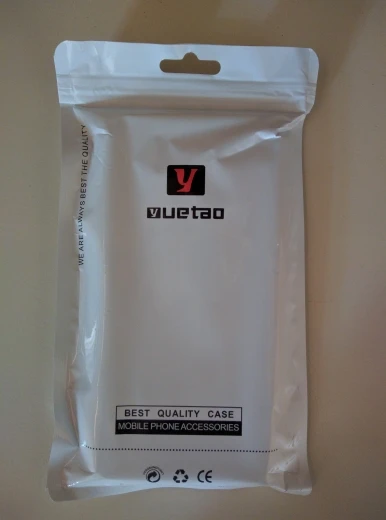 WE ARE ALWAYS BEST THE QUALITY
y
yuetao
BEST QUALITY CASE
MOBILE PHONE ACCESSORIES
CE